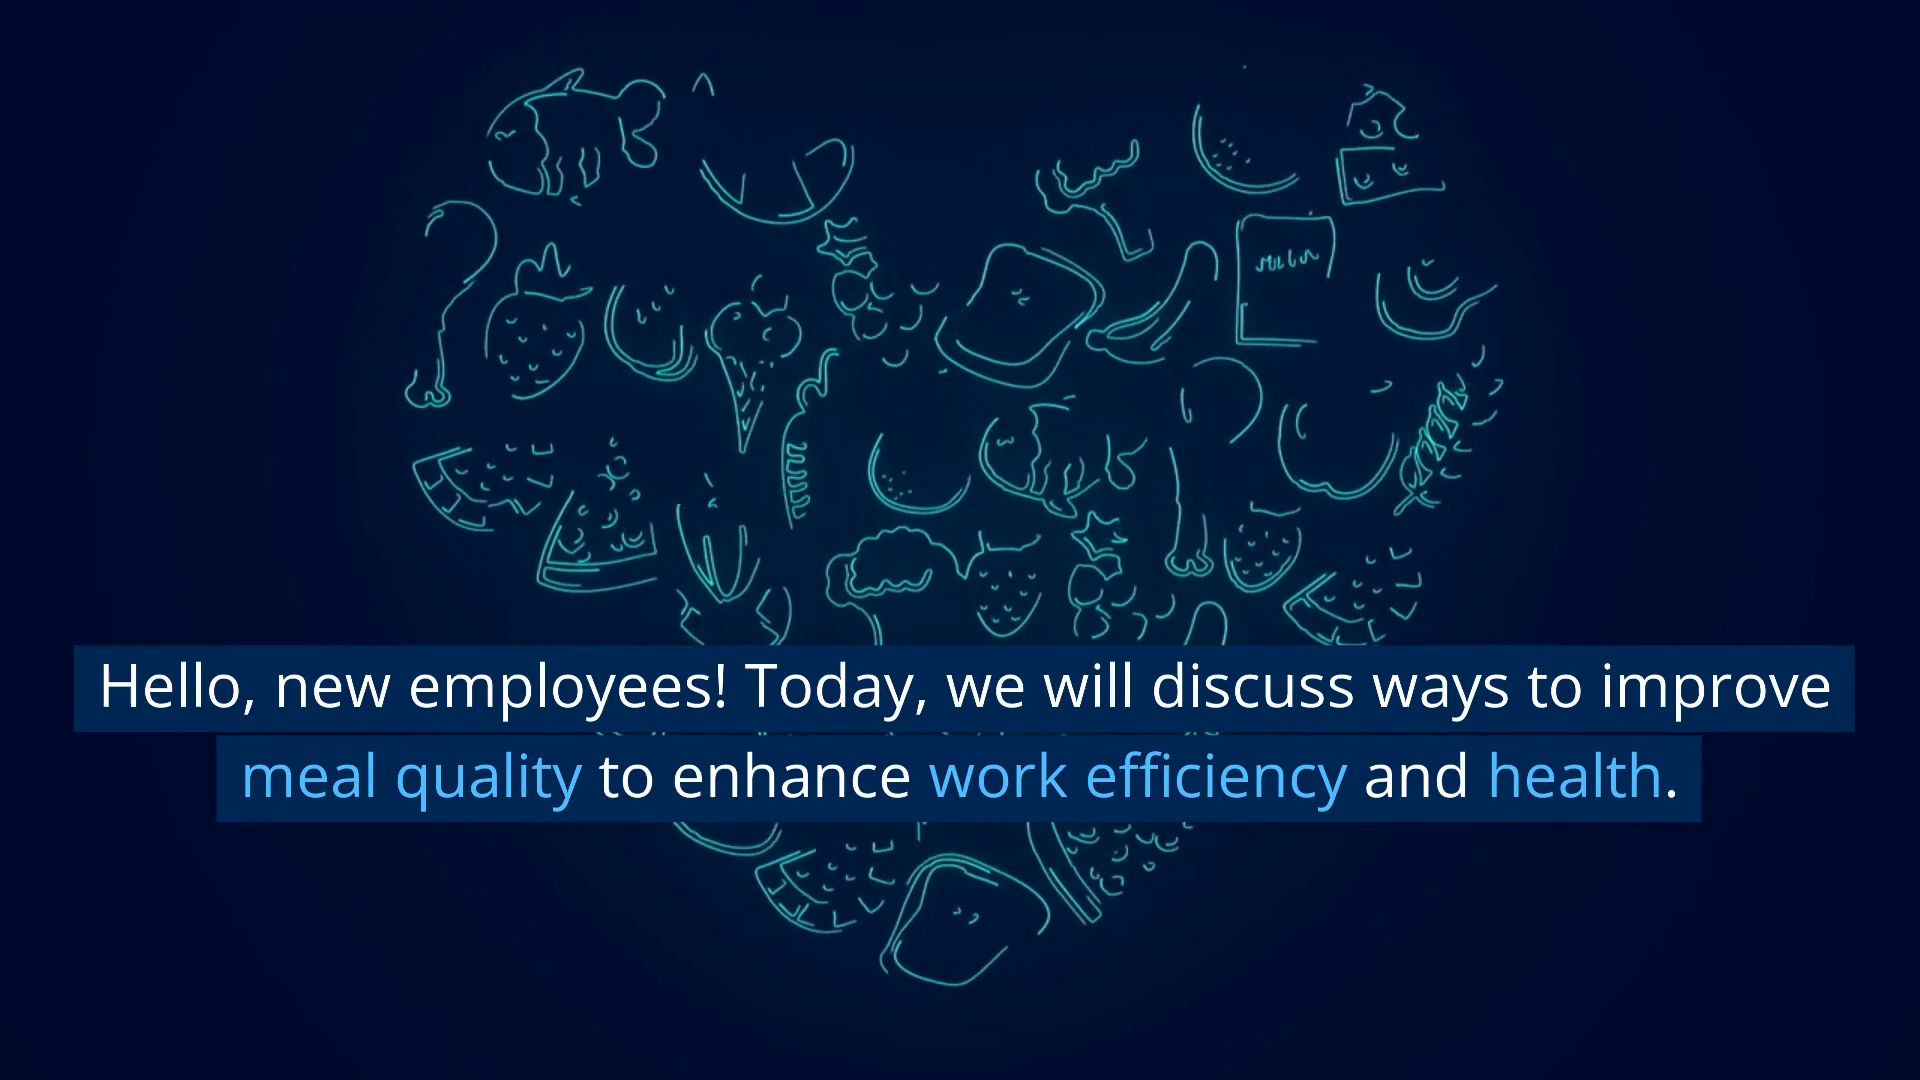 Hello, new employees! Today, we will discuss ways to improve
meal quality to enhance work efficiency and health.